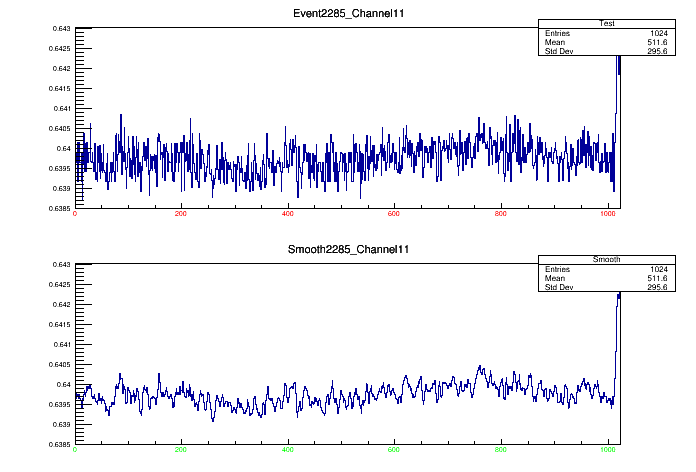 Event2285_Channel11
Test
Entries 1024
Mean 511.6
Std Dev 295.6
0.643
0.6425
0.642
0.6415
0.641
0.6405
0.64
0.6395
0.639
0.6385
0 200 400 600 800 1000
Smooth2285_Channel11
Smooth
Entries 1024
Mean 511.6
Std Dev 295.6
0.643
0.6425
0.642
0.6415
0.641
0.6405
0.64
0.6395
0.639
0.6385
0 200 400 600 800 1000